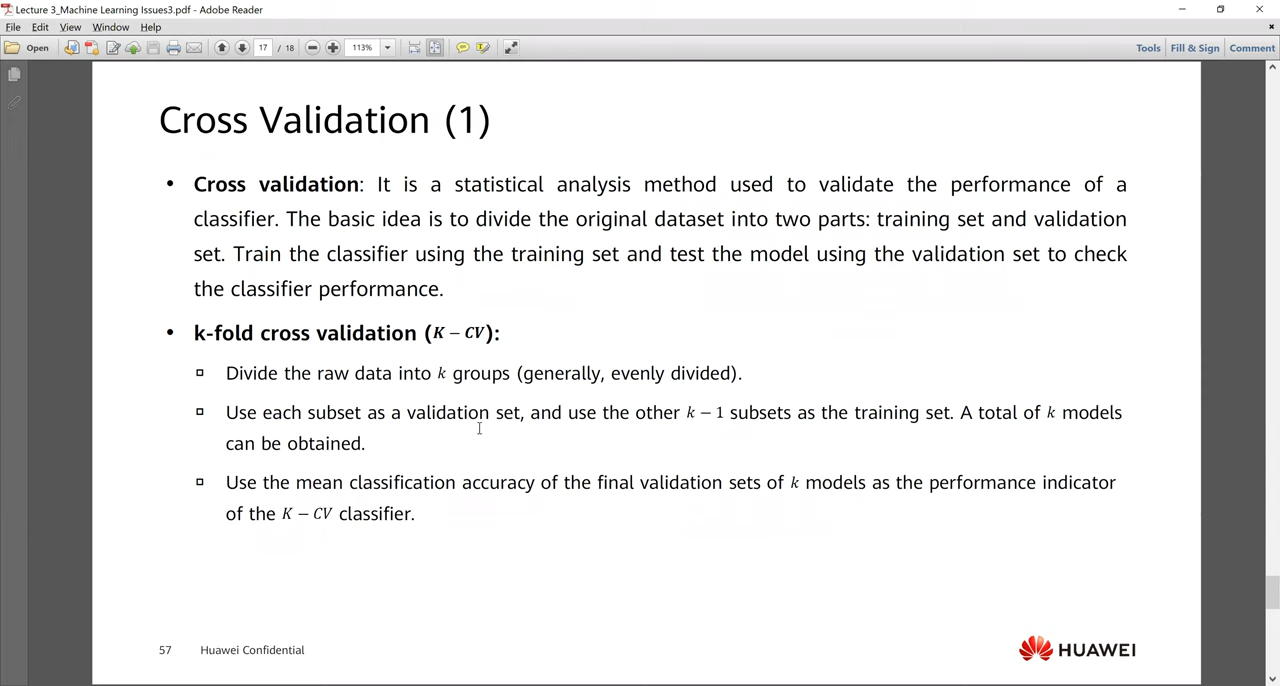 Lecture 3_Machine Learning Issues3.pdf - Adobe Reader
File Edit View Window Help
Open 17 / 18 113% Tools Fill & Sign Comment
Cross Validation (1)
• Cross validation: It is a statistical analysis method used to validate the performance of a
classifier. The basic idea is to divide the original dataset into two parts: training set and validation
set. Train the classifier using the training set and test the model using the validation set to check
the classifier performance.
• k-fold cross validation (K − CV):
▫ Divide the raw data into k groups (generally, evenly divided).
▫ Use each subset as a validation set, and use the other k − 1 subsets as the training set. A total of k models
can be obtained.
▫ Use the mean classification accuracy of the final validation sets of k models as the performance indicator
of the K − CV classifier.
57 Huawei Confidential
HUAWEI